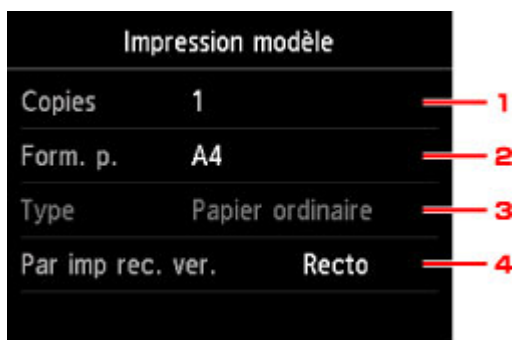 Impression modèle
Copies 1 1
Form. p. A4 2
Type Papier ordinaire 3
Par imp rec. ver. Recto 4